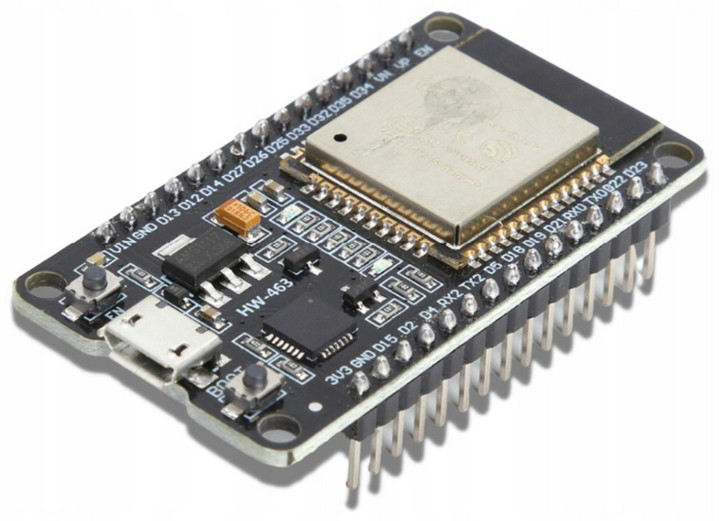 VIN GND D13 D12 D14 D27 D26 D25 D33 D32 D35 D34 VN VP EN
EN
HW-463
BOOT
3V3 GND D15 D2 D4 RX2 TX2 D5 D18 D19 D21 RX0 TX0 D22 D23